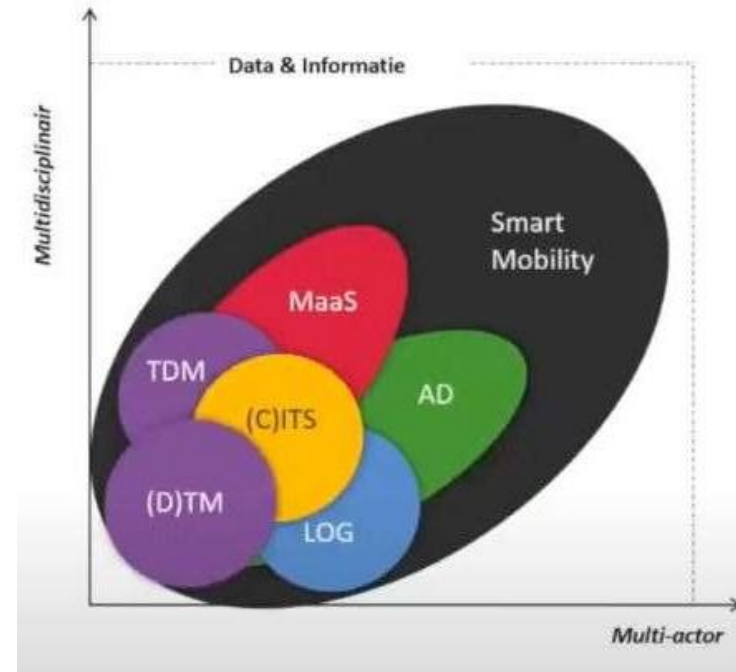 Data & Informatie
Multidisciplinair
Smart
Mobility
MaaS
TDM
AD
(C)ITS
(D)TM
LOG
Multi-actor